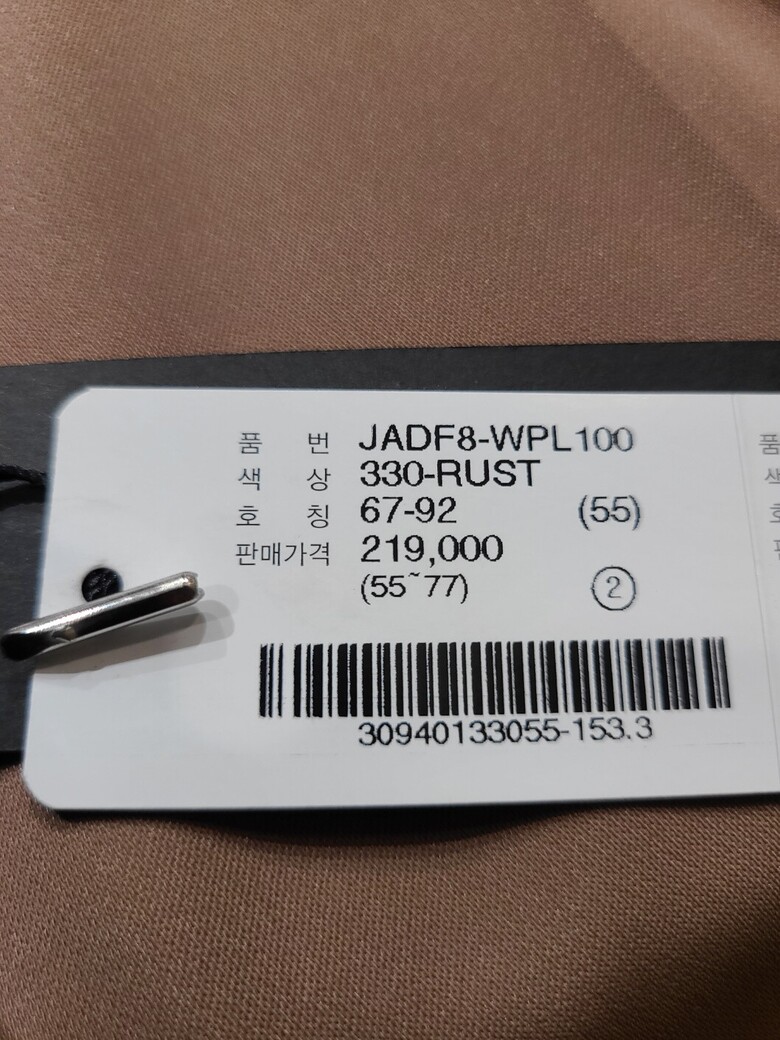 품 번 JADF8-WPL100
색 상 330-RUST
호 칭 67-92 (55)
판매가격 219,000
(55~77) ②
30940133055-153.3
품